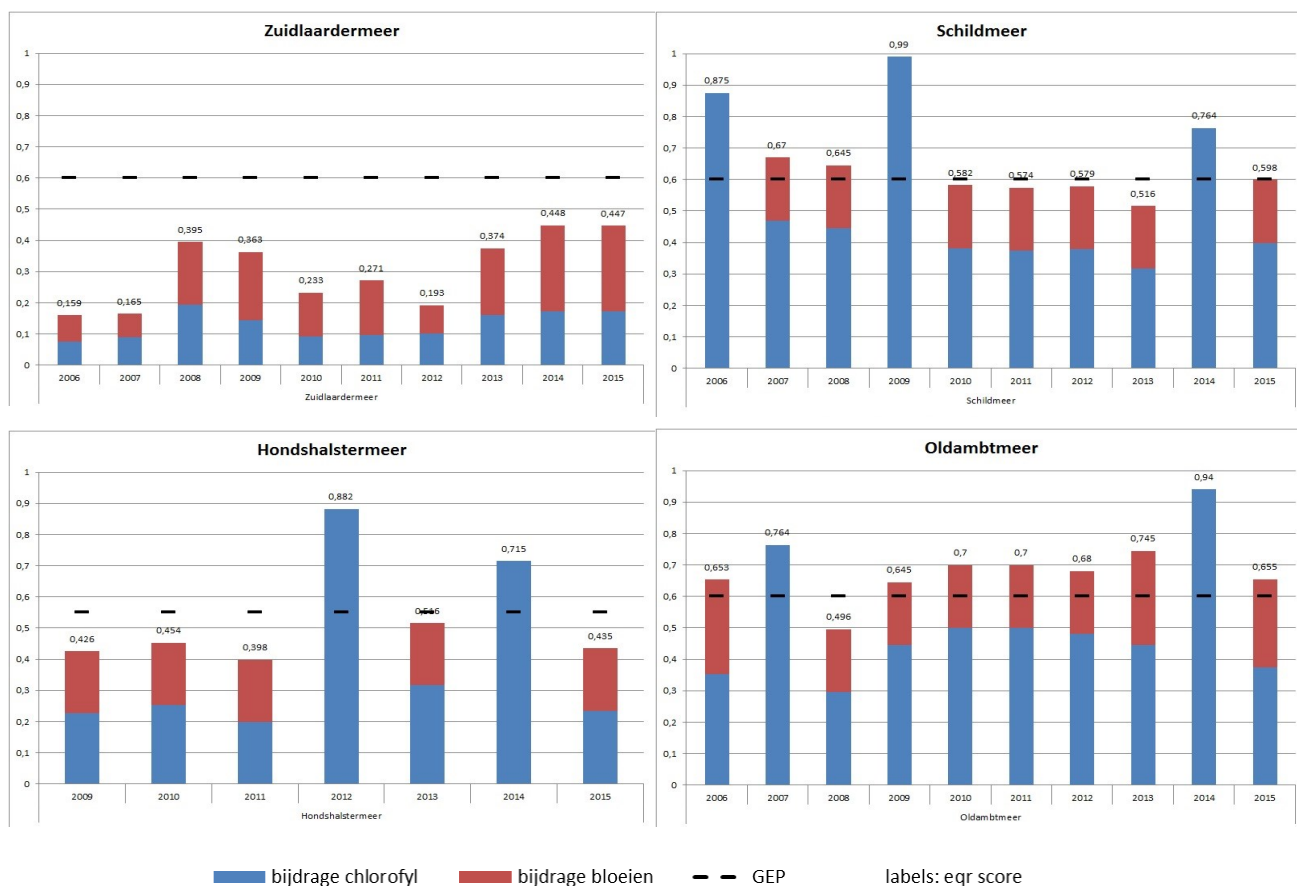 Zuidlaardermeer
1
0,9
0,8
0,7
0,6
0,5
0,4
0,3
0,2
0,1
0
0,159 0,165 0,395 0,363 0,233 0,271 0,193 0,374 0,448 0,447
2006 2007 2008 2009 2010 2011 2012 2013 2014 2015
Zuidlaardermeer
Schildmeer
1
0,9
0,8
0,7
0,6
0,5
0,4
0,3
0,2
0,1
0
0,875 0,67 0,645 0,99 0,582 0,574 0,579 0,516 0,764 0,598
2006 2007 2008 2009 2010 2011 2012 2013 2014 2015
Schildmeer
Hondshalstermeer
1
0,9
0,8
0,7
0,6
0,5
0,4
0,3
0,2
0,1
0
0,426 0,454 0,398 0,882 0,516 0,715 0,435
2009 2010 2011 2012 2013 2014 2015
Hondshalstermeer
Oldambtmeer
1
0,9
0,8
0,7
0,6
0,5
0,4
0,3
0,2
0,1
0
0,653 0,764 0,496 0,645 0,7 0,7 0,68 0,745 0,94 0,655
2006 2007 2008 2009 2010 2011 2012 2013 2014 2015
Oldambtmeer
bijdrage chlorofyl bijdrage bloeien GEP labels: eqr score